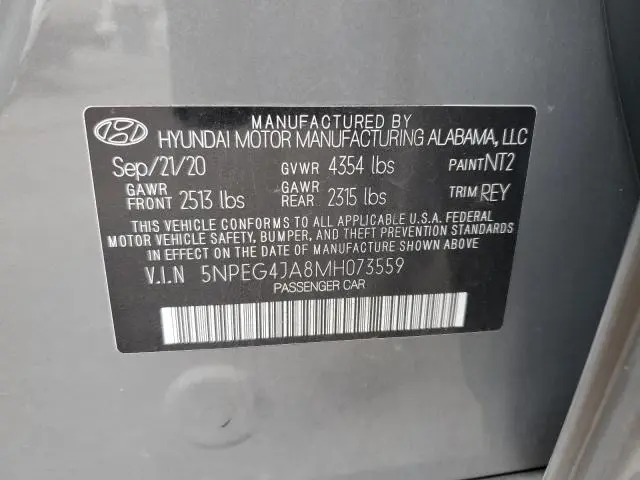 MANUFACTURED BY
HYUNDAI MOTOR MANUFACTURING ALABAMA, LLC
Sep/21/20 GVWR 4354 lbs PAINT NT2
GAWR FRONT 2513 lbs GAWR REAR 2315 lbs TRIM REY
THIS VEHICLE CONFORMS TO ALL APPLICABLE U.S.A. FEDERAL
MOTOR VEHICLE SAFETY, BUMPER, AND THEFT PREVENTION
STANDARDS IN EFFECT ON THE DATE OF MANUFACTURE SHOWN ABOVE.
V.I.N 5NPEG4JA8MH073559
PASSENGER CAR